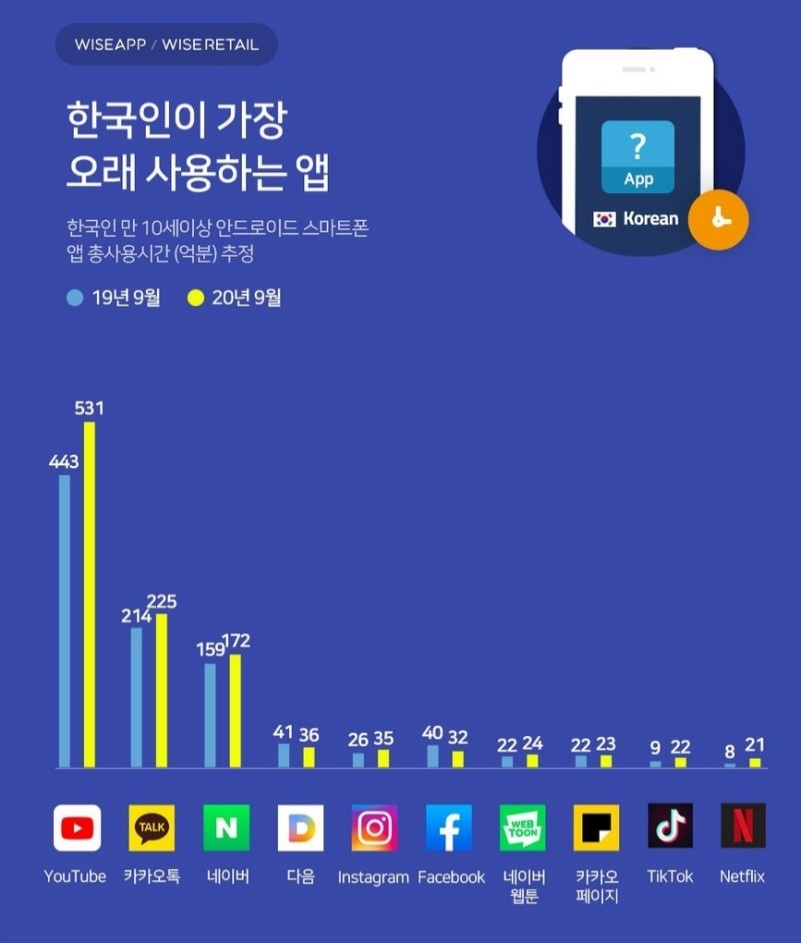 WISEAPP / WISERETAIL
한국인이 가장
오래 사용하는 앱
한국인 만 10세이상 안드로이드 스마트폰
앱 총사용시간 (억분) 추정
19년 9월
20년 9월
?
App
Korean
443
531
214
225
159
172
41
36
26
35
40
32
22
24
22
23
9
22
8
21
TALK
N
WEB
TOON
N
YouTube
카카오톡
네이버
다음
Instagram
Facebook
네이버
웹툰
카카오
페이지
TikTok
Netflix